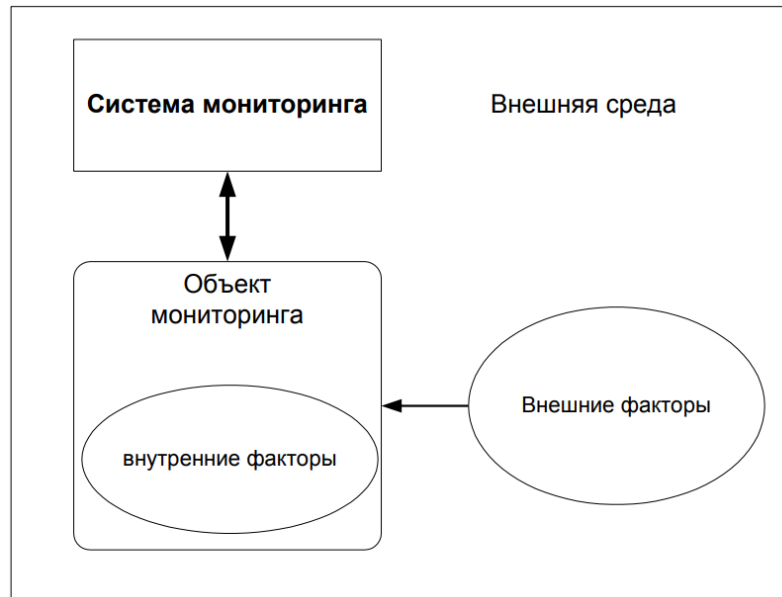 Система мониторинга
Внешняя среда
Объект
мониторинга
Внешние факторы
внутренние факторы